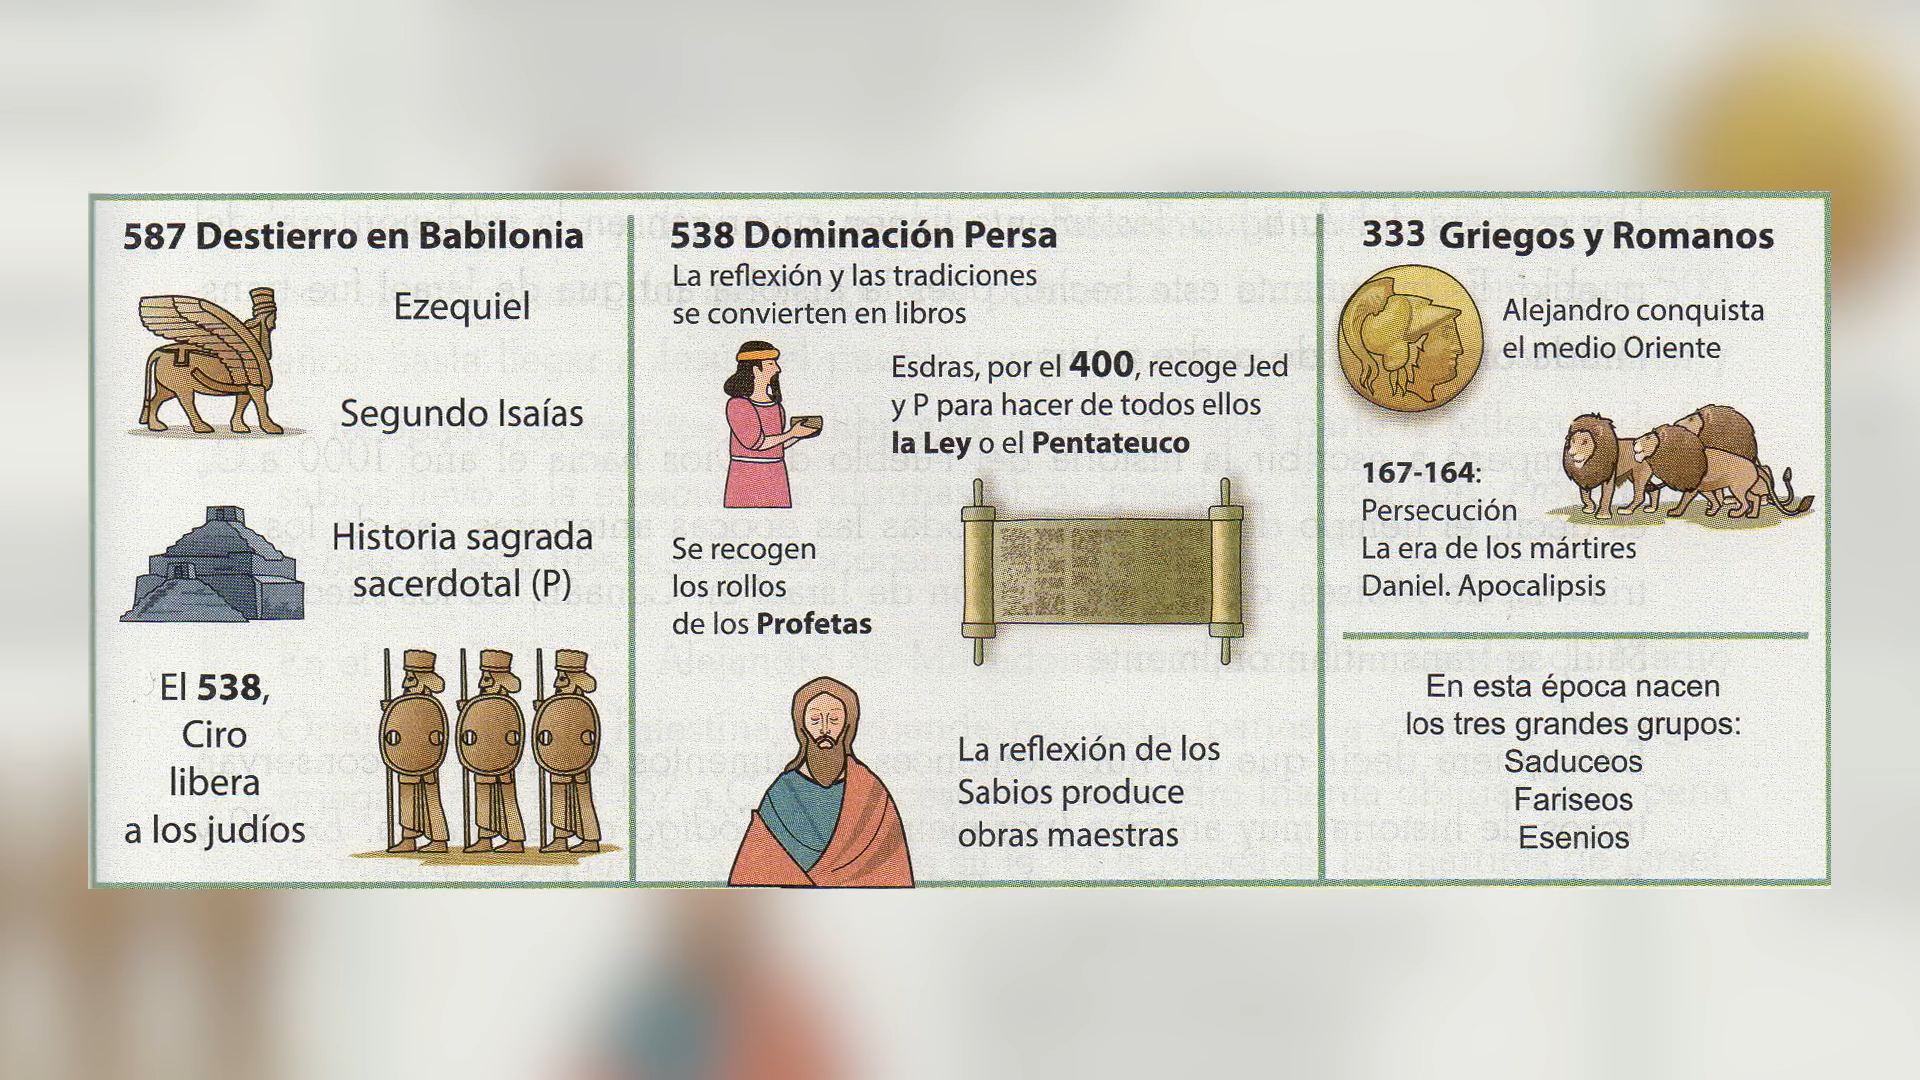 587 Destierro en Babilonia
Ezequiel
Segundo Isaías
Historia sagrada
sacerdotal (P)
El 538,
Ciro
libera
a los judíos
538 Dominación Persa
La reflexión y las tradiciones
se convierten en libros
Esdras, por el 400, recoge Jed
y P para hacer de todos ellos
la Ley o el Pentateuco
Se recogen
los rollos
de los Profetas
La reflexión de los
Sabios produce
obras maestras
333 Griegos y Romanos
Alejandro conquista
el medio Oriente
167-164:
Persecución
La era de los mártires
Daniel. Apocalipsis
En esta época nacen
los tres grandes grupos:
Saduceos
Fariseos
Esenios